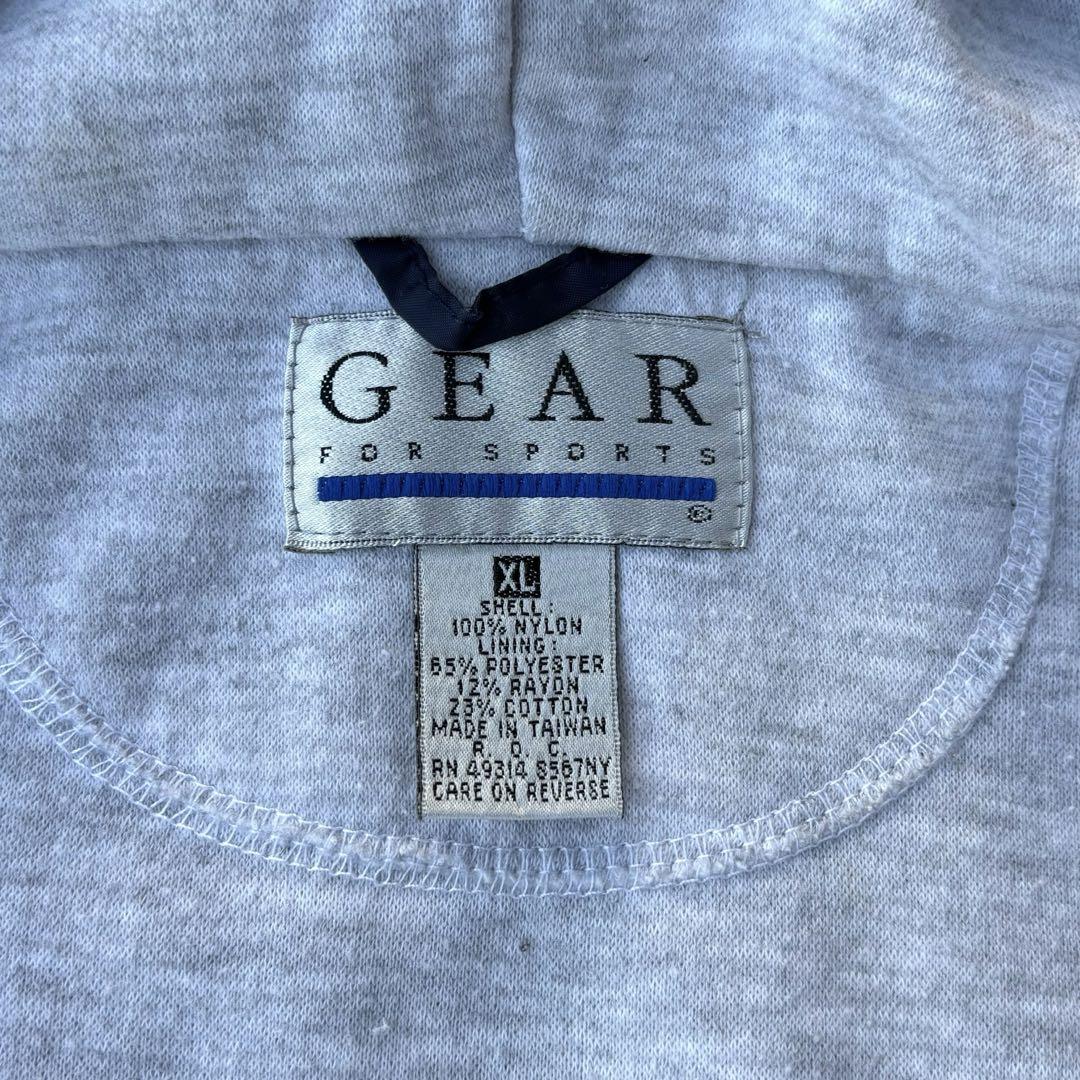 GEAR
FOR SPORTS
®
XL
SHELL:
100% NYLON
LINING:
65% POLYESTER
12% RAYON
23% COTTON
MADE IN TAIWAN
R. O. C.
RN 49314 8567NY
CARE ON REVERSE